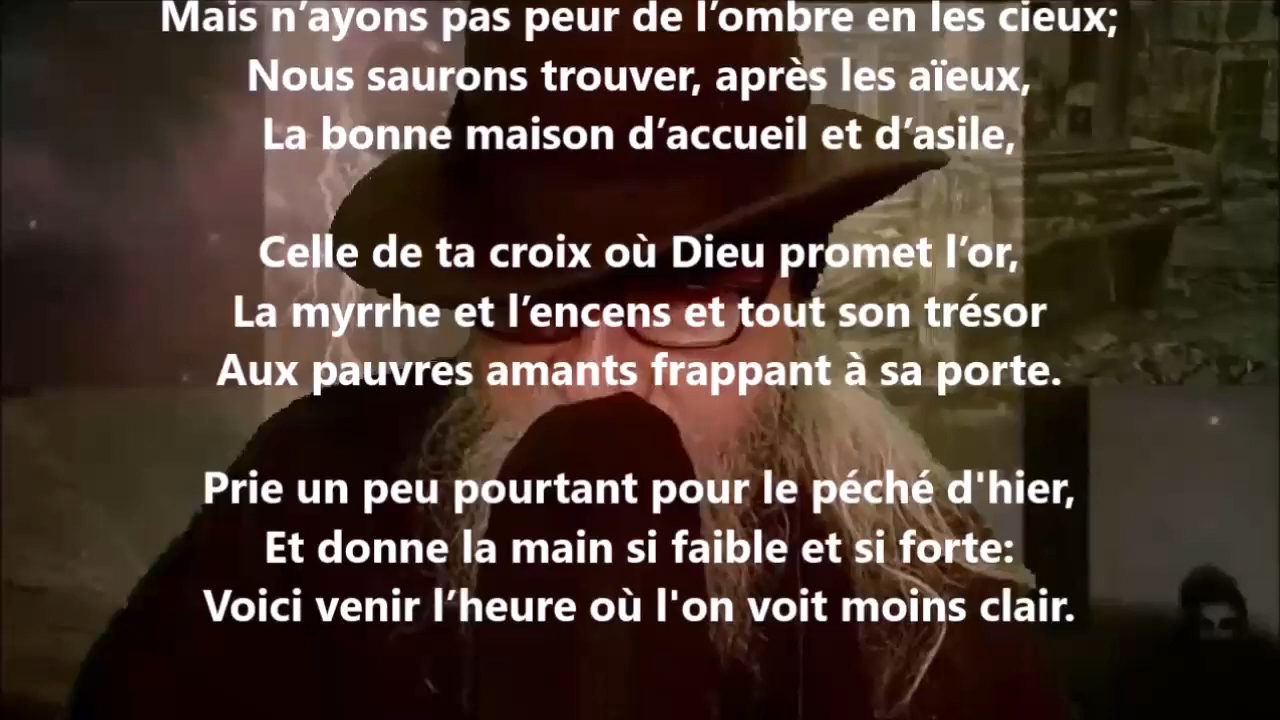 Mais n’ayons pas peur de l’ombre en les cieux;
Nous saurons trouver, après les aïeux,
La bonne maison d’accueil et d’asile,
Celle de ta croix où Dieu promet l’or,
La myrrhe et l’encens et tout son trésor
Aux pauvres amants frappant à sa porte.
Prie un peu pourtant pour le péché d'hier,
Et donne la main si faible et si forte:
Voici venir l’heure où l'on voit moins clair.